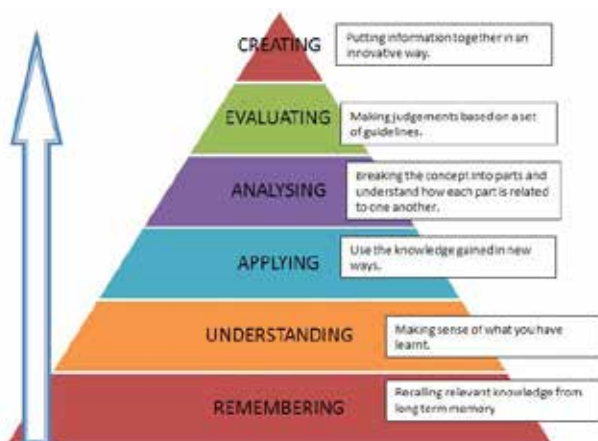 CREATING
Putting information together in an
innovative way.
EVALUATING
Making judgements based on a set
of guidelines.
ANALYSING
Breaking the concept into parts and
understand how each part is related
to one another.
APPLYING
Use the knowledge gained in new
ways.
UNDERSTANDING
Making sense of what you have
learnt.
REMEMBERING
Recalling relevant knowledge from
long term memory